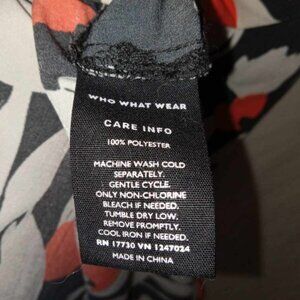 WHO WHAT WEAR
CARE INFO
100% POLYESTER
MACHINE WASH COLD
SEPARATELY.
GENTLE CYCLE.
ONLY NON-CHLORINE
BLEACH IF NEEDED.
TUMBLE DRY LOW.
REMOVE PROMPTLY.
COOL IRON IF NEEDED.
RN 17730 VN 1247024
MADE IN CHINA